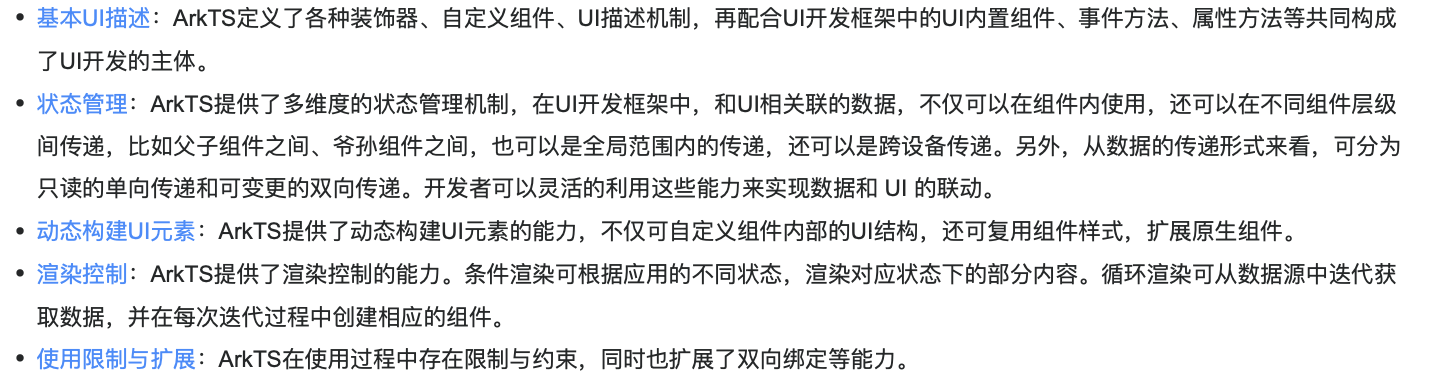 • 基本UI描述：ArkTS定义了各种装饰器、自定义组件、UI描述机制，再配合UI开发框架中的UI内置组件、事件方法、属性方法等共同构成
了UI开发的主体。
• 状态管理：ArkTS提供了多维度的状态管理机制，在UI开发框架中，和UI相关联的数据，不仅可以在组件内使用，还可以在不同组件层级
间传递，比如父子组件之间、爷孙组件之间，也可以是全局范围内的传递，还可以是跨设备传递。另外，从数据的传递形式来看，可分为
只读的单向传递和可变更的双向传递。开发者可以灵活的利用这些能力来实现数据和 UI 的联动。
• 动态构建UI元素：ArkTS提供了动态构建UI元素的能力，不仅可自定义组件内部的UI结构，还可复用组件样式，扩展原生组件。
• 渲染控制：ArkTS提供了渲染控制的能力。条件渲染可根据应用的不同状态，渲染对应状态下的部分内容。循环渲染可从数据源中迭代获
取数据，并在每次迭代过程中创建相应的组件。
• 使用限制与扩展：ArkTS在使用过程中存在限制与约束，同时也扩展了双向绑定等能力。